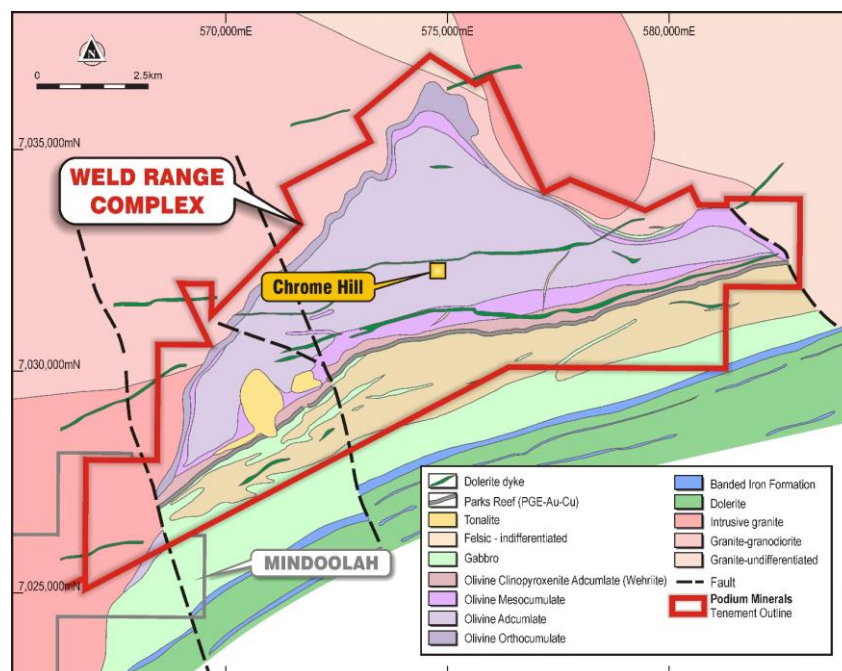 570,000mE
575,000mE
580,000mE
N
0
2.5km
7,035,000mN
WELD RANGE
COMPLEX
Chrome Hill
7,030,000mN
MINDOOLAH
7,025,000mN
Dolerite dyke
Parks Reef (PGE-Au-Cu)
Tonalite
Felsic - indifferentiated
Gabbro
Olivine Clinopyroxenite Adcumlate (Wehrlite)
Olivine Mesocumulate
Olivine Adcumlate
Olivine Orthocumulate
Banded Iron Formation
Dolerite
Intrusive granite
Granite-granodiorite
Granite-undifferentiated
Fault
Podium Minerals
Tenement Outline